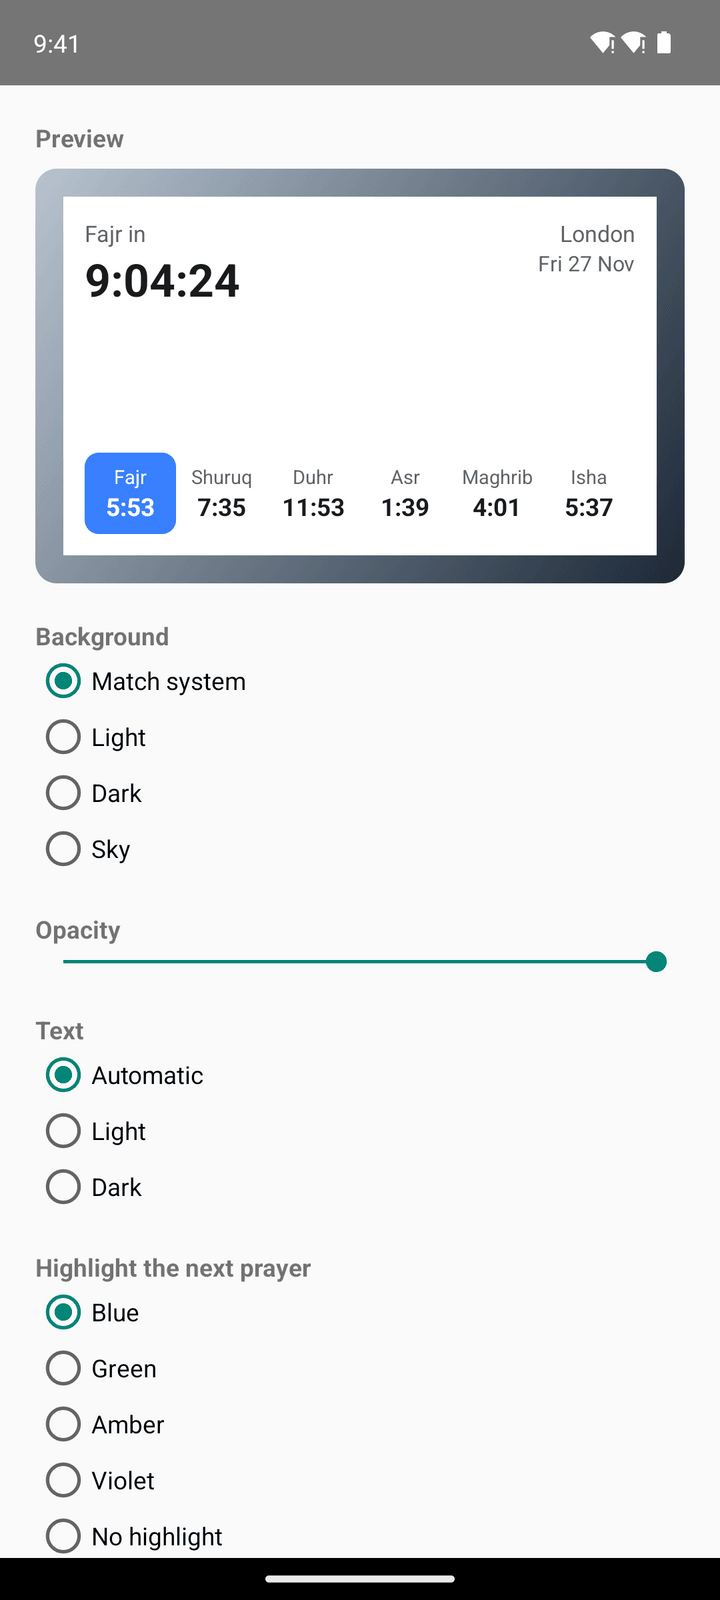 9:41
Preview
Fajr in
London
9:04:24
Fri 27 Nov
Fajr Shuruq Duhr Asr Maghrib Isha
5:53 7:35 11:53 1:39 4:01 5:37
Background
Match system
Light
Dark
Sky
Opacity
Text
Automatic
Light
Dark
Highlight the next prayer
Blue
Green
Amber
Violet
No highlight